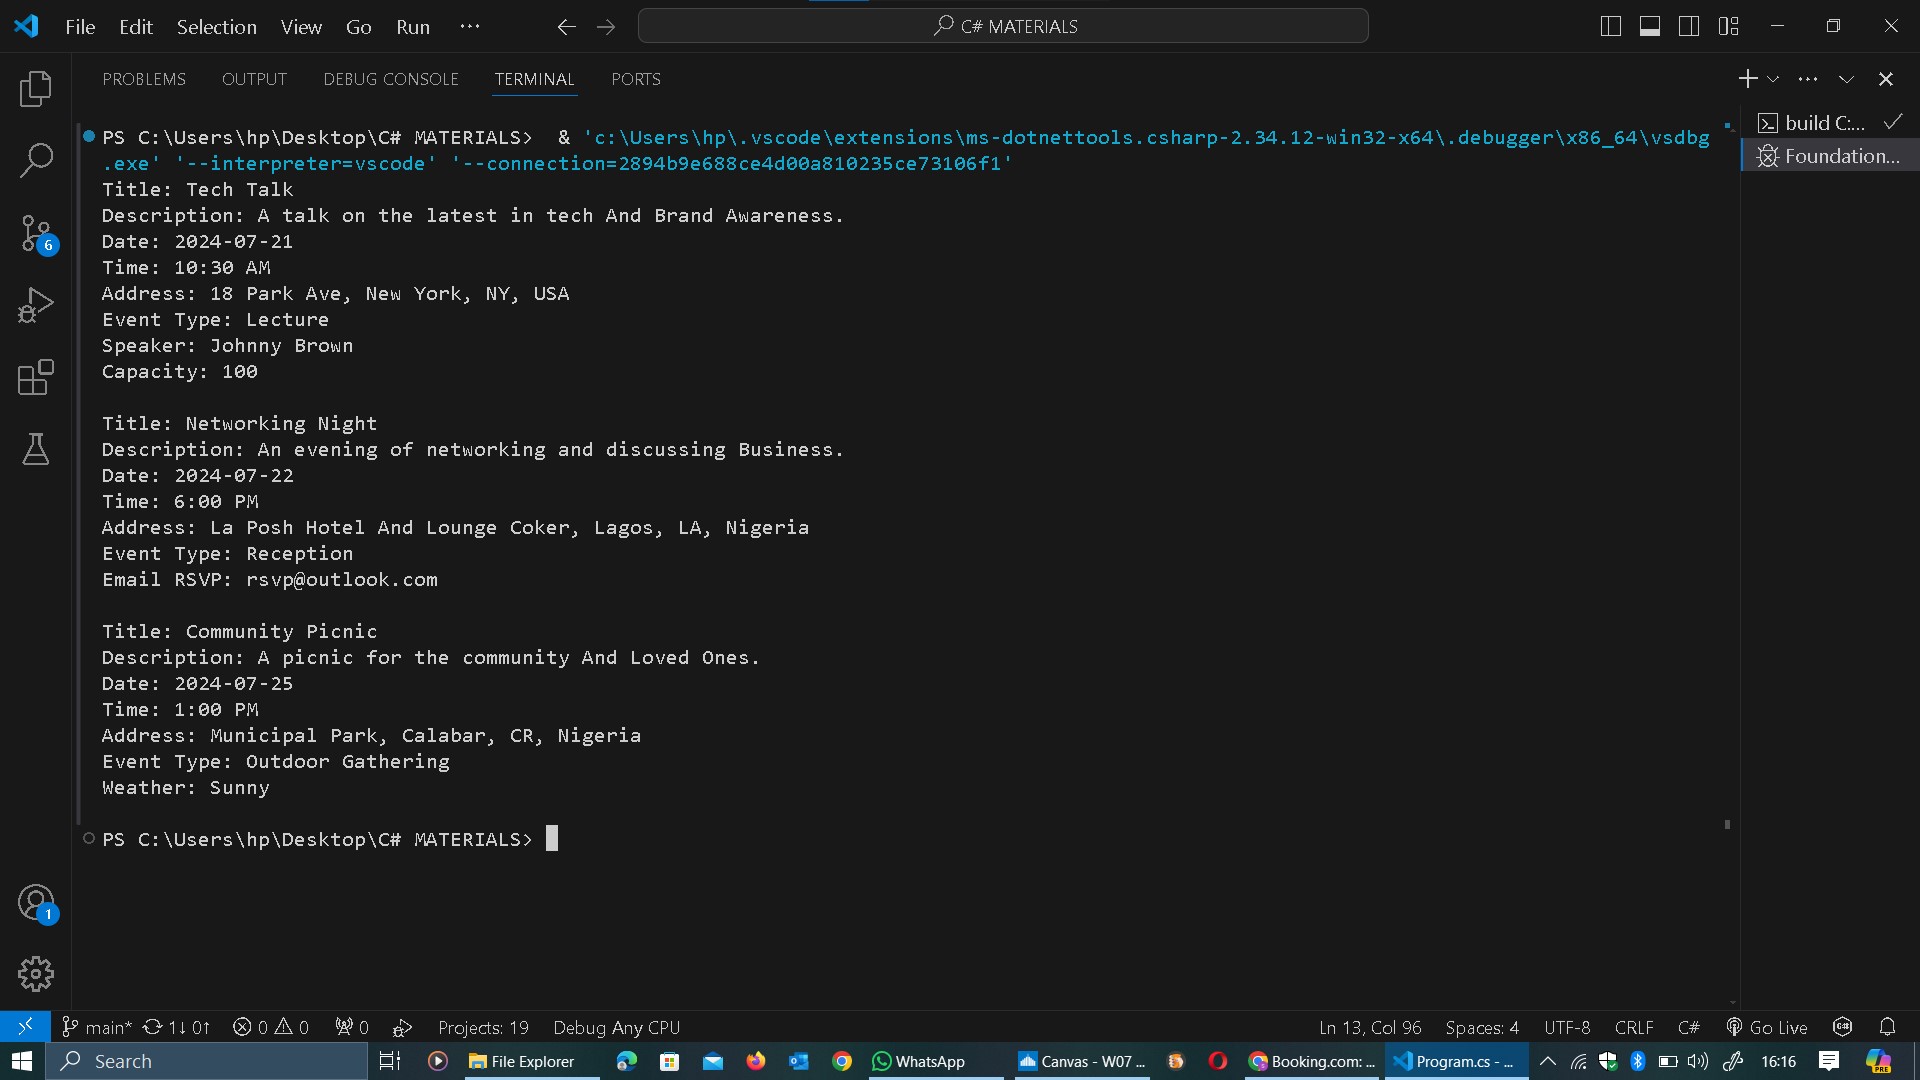 File Edit Selection View Go Run ··· C# MATERIALS
PROBLEMS OUTPUT DEBUG CONSOLE TERMINAL PORTS
PS C:\Users\hp\Desktop\C# MATERIALS>  & 'c:\Users\hp\.vscode\extensions\ms-dotnettools.csharp-2.34.12-win32-x64\.debugger\x86_64\vsdbg
.exe' '--interpreter=vscode' '--connection=2894b9e688ce4d00a810235ce73106f1'
build C:...
Foundation...
Title: Tech Talk
Description: A talk on the latest in tech And Brand Awareness.
Date: 2024-07-21
Time: 10:30 AM
Address: 18 Park Ave, New York, NY, USA
Event Type: Lecture
Speaker: Johnny Brown
Capacity: 100
Title: Networking Night
Description: An evening of networking and discussing Business.
Date: 2024-07-22
Time: 6:00 PM
Address: La Posh Hotel And Lounge Coker, Lagos, LA, Nigeria
Event Type: Reception
Email RSVP: rsvp@outlook.com
Title: Community Picnic
Description: A picnic for the community And Loved Ones.
Date: 2024-07-25
Time: 1:00 PM
Address: Municipal Park, Calabar, CR, Nigeria
Event Type: Outdoor Gathering
Weather: Sunny
PS C:\Users\hp\Desktop\C# MATERIALS>
6
1
main* 1↓ 0↑ 0 0 0 Projects: 19 Debug Any CPU Ln 13, Col 96 Spaces: 4 UTF-8 CRLF C# Go Live
Search File Explorer WhatsApp Canvas - W07 ... Booking.com: ... Program.cs - ... 16:16 PRE